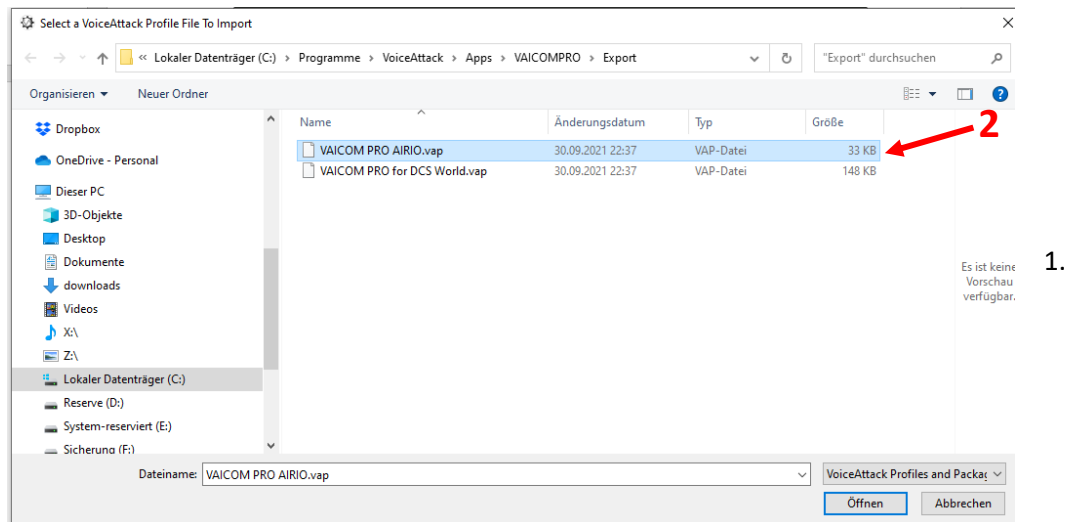 Select a VoiceAttack Profile File To Import
« Lokaler Datenträger (C:) › Programme › VoiceAttack › Apps › VAICOMPRO › Export
"Export" durchsuchen
Organisieren
Neuer Ordner
Name Änderungsdatum Typ Größe
VAICOM PRO AIRIO.vap 30.09.2021 22:37 VAP-Datei 33 KB
VAICOM PRO for DCS World.vap 30.09.2021 22:37 VAP-Datei 148 KB
2
Dropbox
OneDrive - Personal
Dieser PC
3D-Objekte
Desktop
Dokumente
downloads
Videos
X:\
Z:\
Lokaler Datenträger (C:)
Reserve (D:)
System-reserviert (E:)
Sicherung (F:)
Es ist keine
Vorschau
verfügbar.
1.
Dateiname: VAICOM PRO AIRIO.vap
VoiceAttack Profiles and Packag
Öffnen
Abbrechen